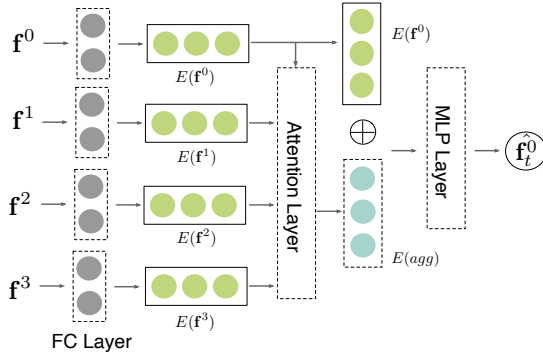 f⁰
E(f⁰)
E(f⁰)
f¹
E(f¹)
Attention Layer
MLP Layer
⊕
f̂ₜ⁰
f²
E(f²)
E(agg)
f³
E(f³)
FC Layer